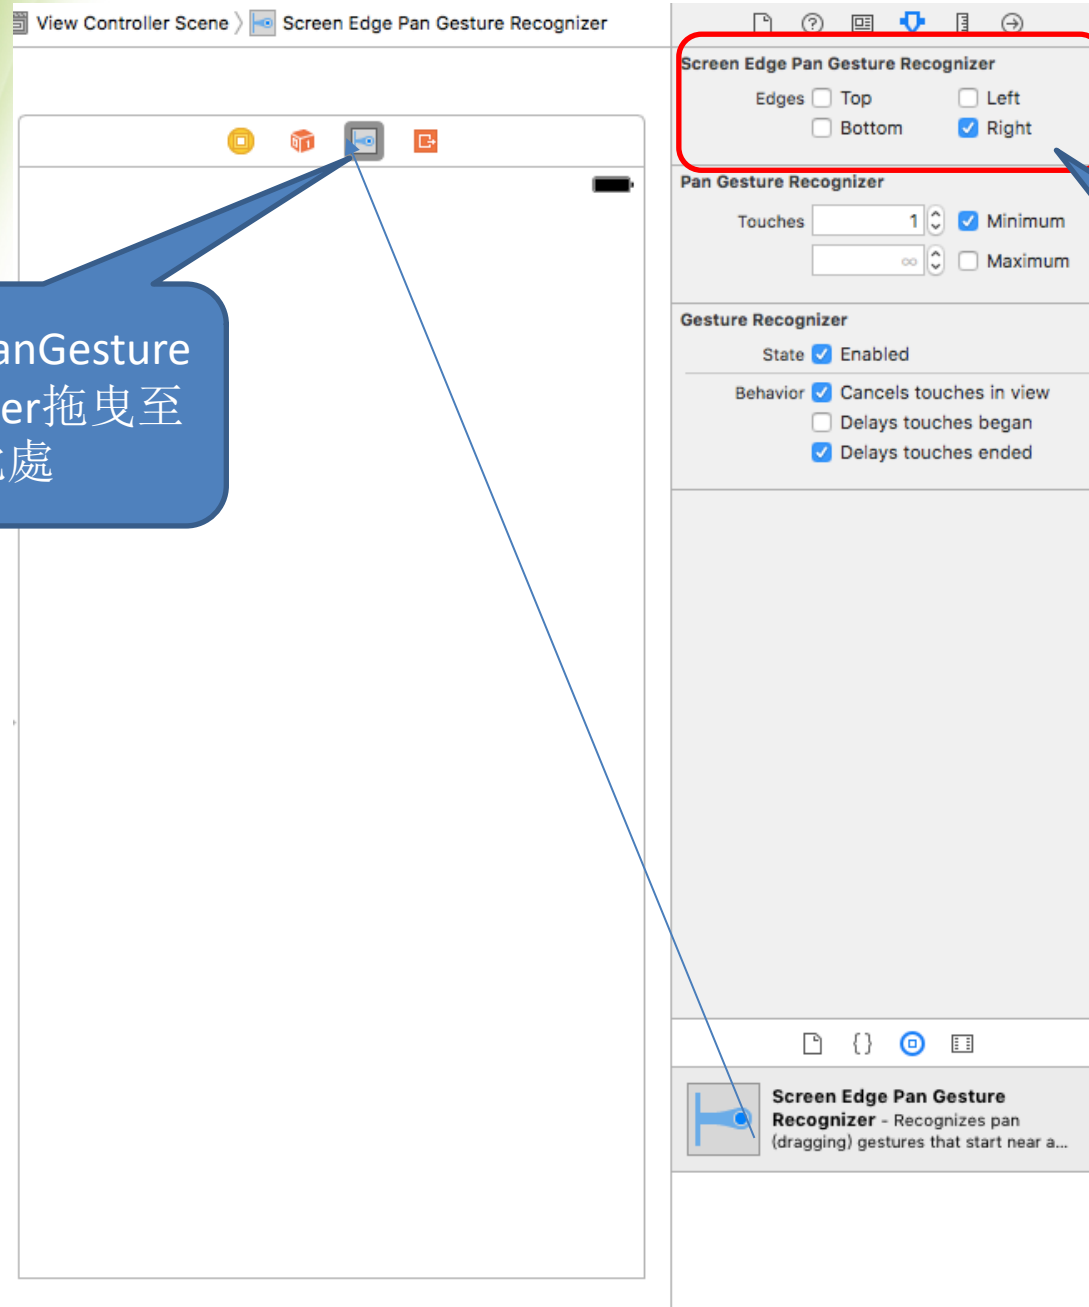 View Controller Scene 〉 Screen Edge Pan Gesture Recognizer
Screen Edge Pan Gesture Recognizer
Edges Top Left
Bottom Right
Pan Gesture Recognizer
Touches 1 Minimum
∞ Maximum
Gesture Recognizer
State Enabled
Behavior Cancels touches in view
Delays touches began
Delays touches ended
anGesture
er拖曳至
處
Screen Edge Pan Gesture
Recognizer - Recognizes pan
(dragging) gestures that start near a...